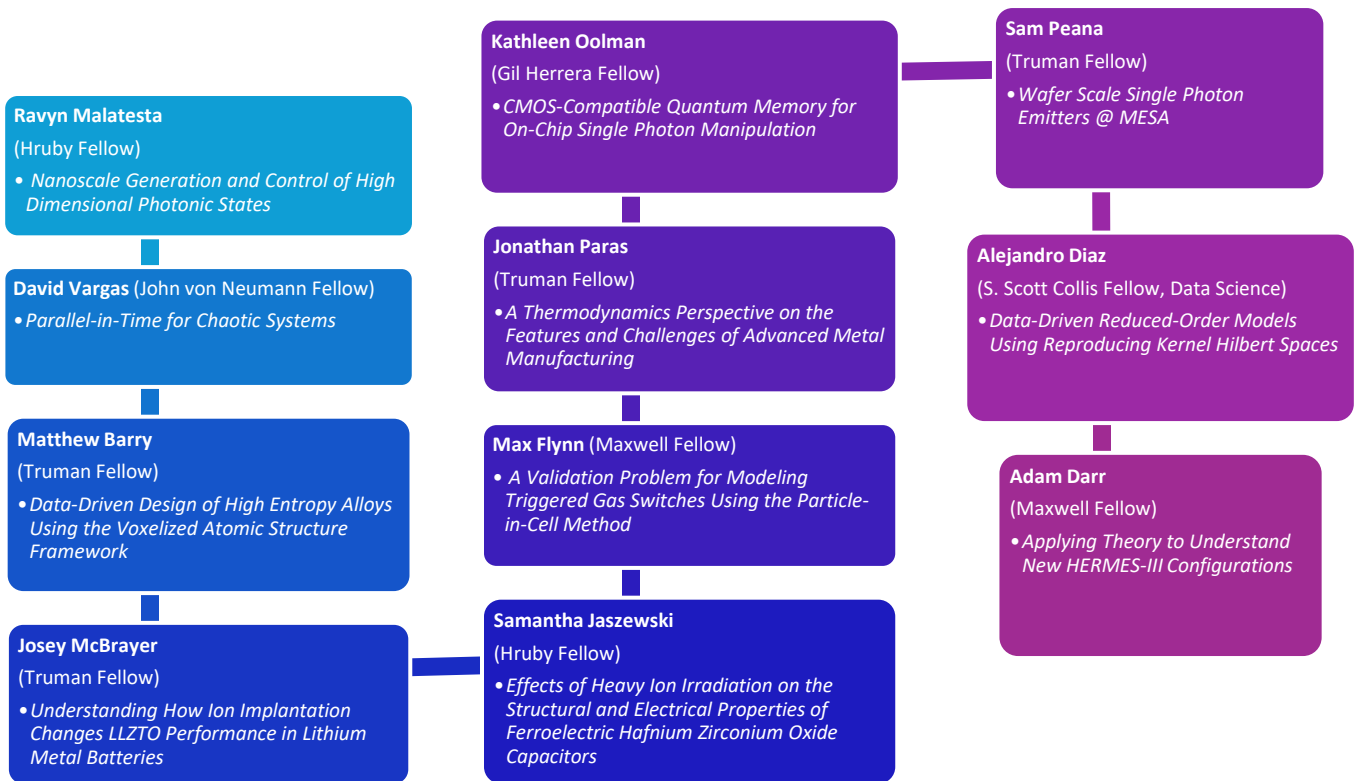 Ravyn Malatesta
(Hruby Fellow)
• Nanoscale Generation and Control of High
Dimensional Photonic States
David Vargas (John von Neumann Fellow)
• Parallel-in-Time for Chaotic Systems
Matthew Barry
(Truman Fellow)
• Data-Driven Design of High Entropy Alloys
Using the Voxelized Atomic Structure
Framework
Josey McBrayer
(Truman Fellow)
• Understanding How Ion Implantation
Changes LLZTO Performance in Lithium
Metal Batteries
Samantha Jaszewski
(Hruby Fellow)
• Effects of Heavy Ion Irradiation on the
Structural and Electrical Properties of
Ferroelectric Hafnium Zirconium Oxide
Capacitors
Max Flynn (Maxwell Fellow)
• A Validation Problem for Modeling
Triggered Gas Switches Using the Particle-
in-Cell Method
Jonathan Paras
(Truman Fellow)
• A Thermodynamics Perspective on the
Features and Challenges of Advanced Metal
Manufacturing
Kathleen Oolman
(Gil Herrera Fellow)
• CMOS-Compatible Quantum Memory for
On-Chip Single Photon Manipulation
Sam Peana
(Truman Fellow)
• Wafer Scale Single Photon
Emitters @ MESA
Alejandro Diaz
(S. Scott Collis Fellow, Data Science)
• Data-Driven Reduced-Order Models
Using Reproducing Kernel Hilbert Spaces
Adam Darr
(Maxwell Fellow)
• Applying Theory to Understand
New HERMES-III Configurations